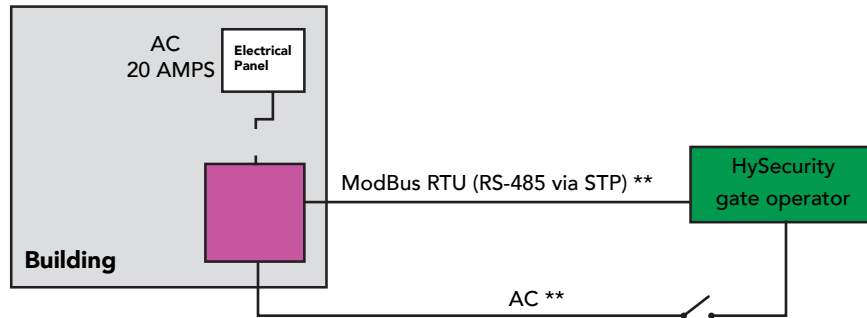 AC
20 AMPS
Electrical
Panel
ModBus RTU (RS-485 via STP) **
HySecurity
gate operator
Building
AC **